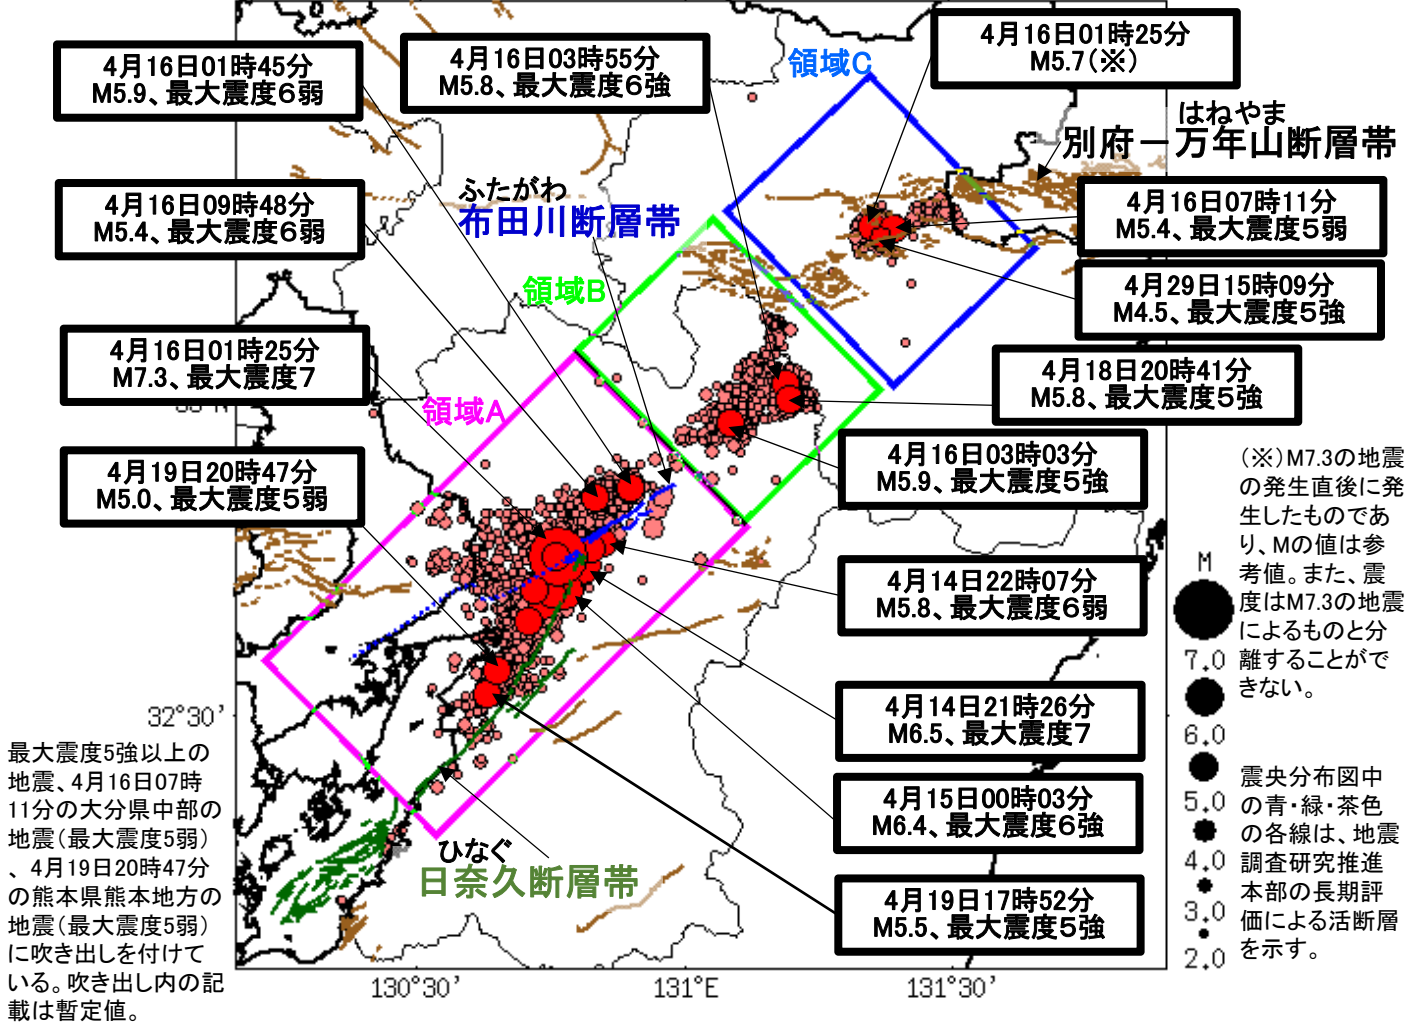 4月16日01時45分
M5.9、最大震度６弱
4月16日03時55分
M5.8、最大震度６強
4月16日01時25分
M5.7(※)
領域C
はねやま
別府－万年山断層帯
4月16日09時48分
M5.4、最大震度６弱
ふたがわ
布田川断層帯
4月16日07時11分
M5.4、最大震度５弱
領域B
4月29日15時09分
M4.5、最大震度５強
4月16日01時25分
M7.3、最大震度７
4月18日20時41分
M5.8、最大震度５強
領域A
4月19日20時47分
M5.0、最大震度５弱
4月16日03時03分
M5.9、最大震度５強
(※)M7.3の地震
の発生直後に発
生したものであ
り、Mの値は参
考値。また、震
度はM7.3の地震
によるものと分
離することがで
きない。
4月14日22時07分
M5.8、最大震度６弱
4月14日21時26分
M6.5、最大震度７
4月15日00時03分
M6.4、最大震度６強
4月19日17時52分
M5.5、最大震度５強
M
7.0
6.0
5.0
4.0
3.0
2.0
震央分布図中
の青・緑・茶色
の各線は、地震
調査研究推進
本部の長期評
価による活断層
を示す。
32°30'
最大震度5強以上の
地震、4月16日07時
11分の大分県中部の
地震(最大震度5弱)
、4月19日20時47分
の熊本県熊本地方の
地震(最大震度5弱)
に吹き出しを付けて
いる。吹き出し内の記
載は暫定値。
ひなぐ
日奈久断層帯
130°30'
131°E
131°30'